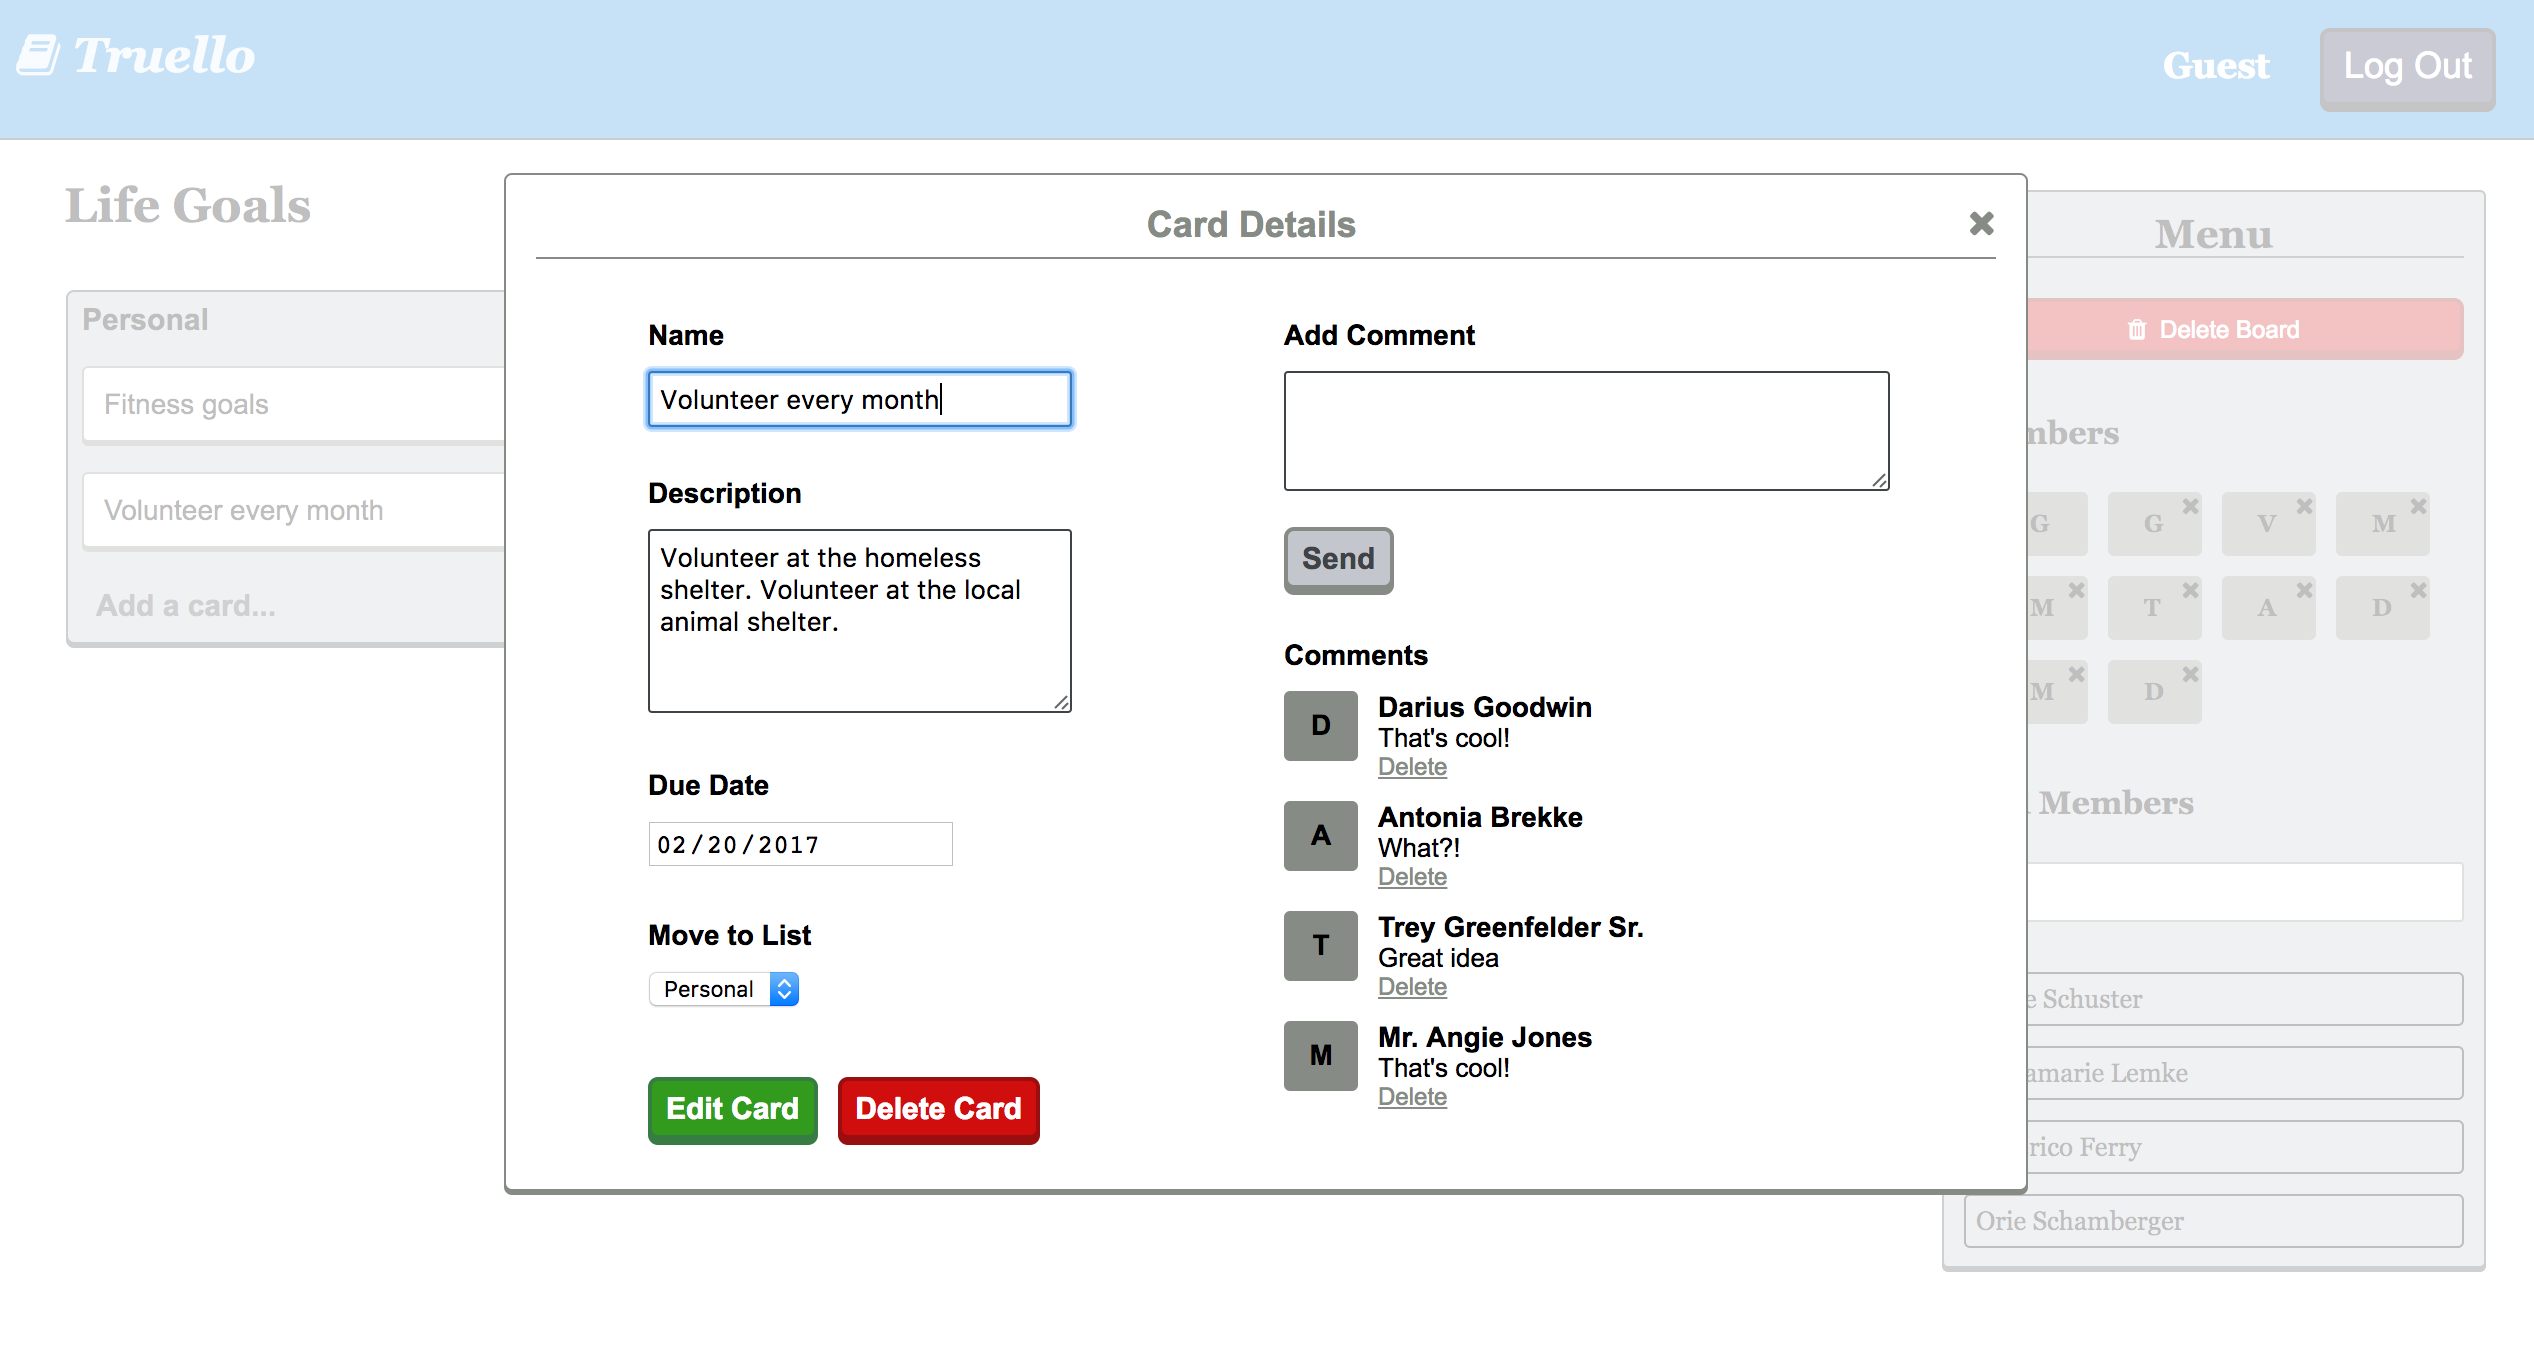 Truello
Guest
Log Out
Life Goals
Personal
Fitness goals
Volunteer every month
Add a card...
Card Details
Name
Volunteer every month
Description
Volunteer at the homeless
shelter. Volunteer at the local
animal shelter.
Due Date
02/20/2017
Move to List
Personal
Edit Card
Delete Card
Add Comment
Send
Comments
D
Darius Goodwin
That's cool!
Delete
A
Antonia Brekke
What?!
Delete
T
Trey Greenfelder Sr.
Great idea
Delete
M
Mr. Angie Jones
That's cool!
Delete
Menu
Delete Board
G G V M
M T A D
M D
Members
Schuster
Lemke
Ferry
Orie Schamberger